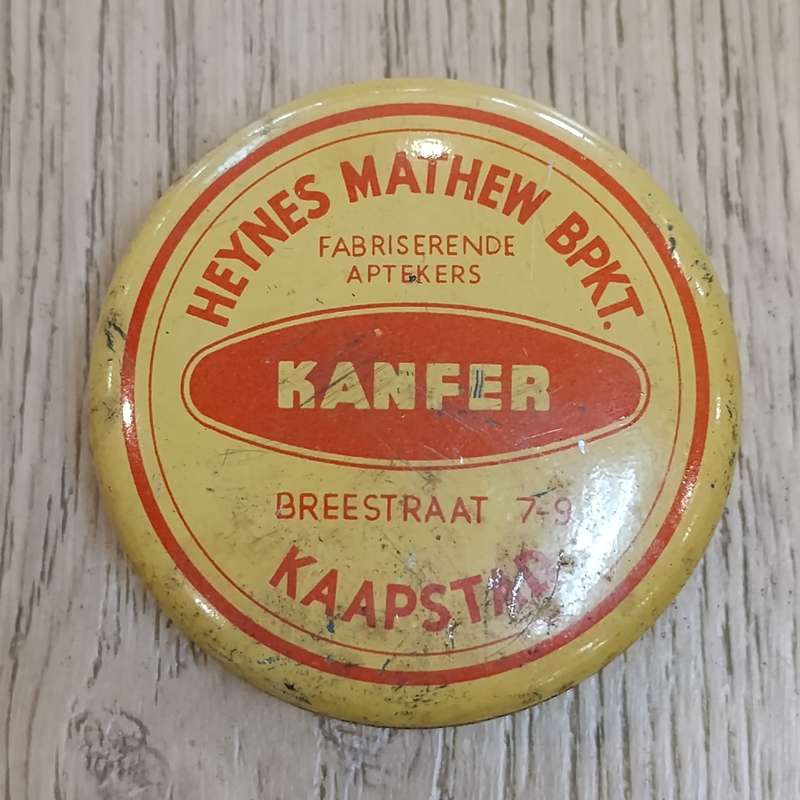 HEYNES MATHEW BPKT.
FABRISERENDE
APTEKERS
KANFER
BREESTRAAT 7-9
KAAPSTAD